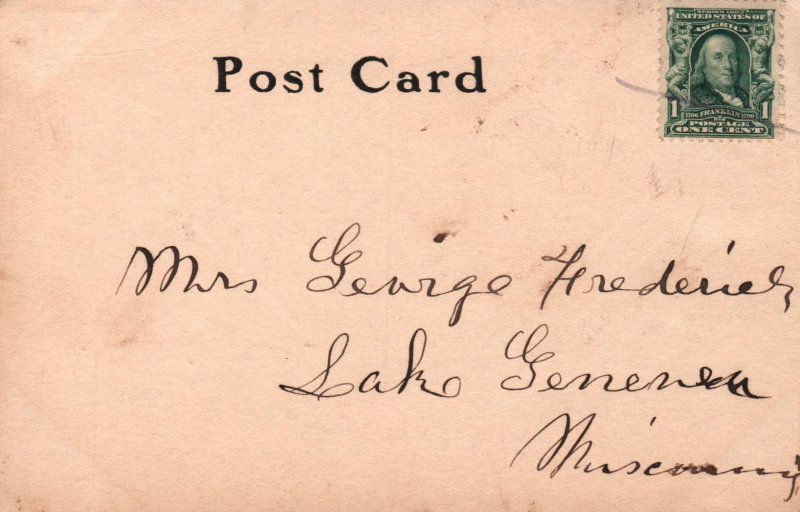 SERIES 1902
UNITED STATES OF
AMERICA
Post Card
1 1
1706 FRANKLIN 1790
POSTAGE
ONE CENT
Mrs George Frederick
Lake Geneneva
Wisconsin